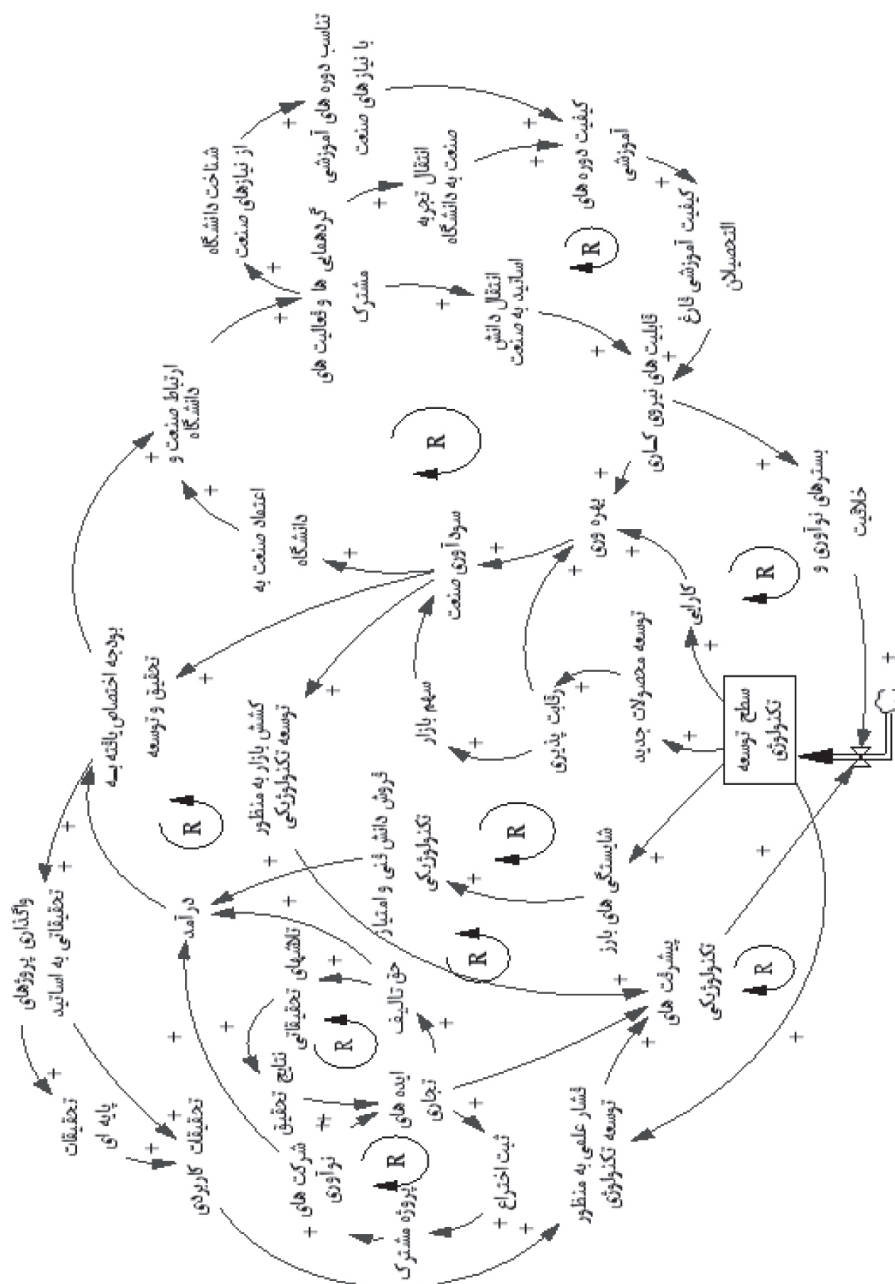 شناخت دانشگاه
از نیازهای صنعت
تناسب دوره های آموزشی
با نیاز های صنعت
گردهمایی ها و فعالیت های
مشترک
انتقال تجربه
صنعت به دانشگاه
کیفیت دوره های
آموزشی
کیفیت آموزشی فارغ
التحصیلان
انتقال دانش
اساتید به صنعت
قابلیت های نیروی کاری
ارتباط صنعت و
دانشگاه
اعتماد صنعت به
دانشگاه
سودآوری صنعت
بهره وری
بسترهای نوآوری و
خلاقیت
کارایی
بودجه اختصاص یافته به
تحقیق و توسعه
کشش بازار به منظور
توسعه تکنولوژیکی
سهم بازار
رقابت پذیری
توسعه محصولات جدید
سطح توسعه
تکنولوژی
واگذاری پروژهای
تحقیقاتی به اساتید
درآمد
فروش دانش فنی و امتیاز
تکنولوژیکی
شایستگی های بارز
تلاشهای
تحقیقاتی
حق تالیف
نتایج تحقیق
ایده های
تجاری
پیشرفت های
تکنولوژیکی
تحقیقات
پایه ای
تحقیقات کاربردی
شرکت های
نوآوری
پروژه مشترک
ثبت اختراع
فشار علمی به منظور
توسعه تکنولوژی
R
R
R
R
R
R
R
R
R